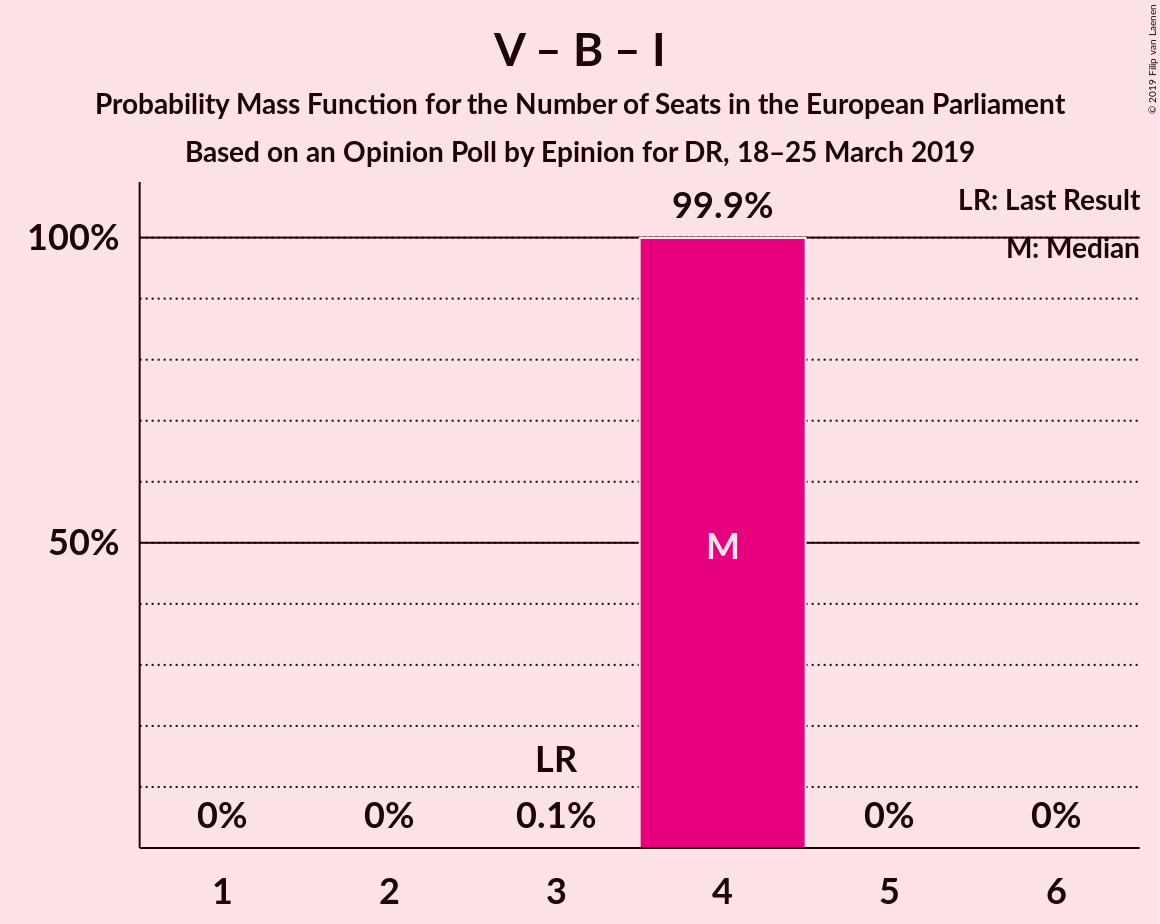 V – B – I
Probability Mass Function for the Number of Seats in the European Parliament
Based on an Opinion Poll by Epinion for DR, 18–25 March 2019
© 2019 Filip van Laenen
LR: Last Result
M: Median
99.9%
100%
50%
M
LR
0%
0%
0.1%
0%
0%
1
2
3
4
5
6